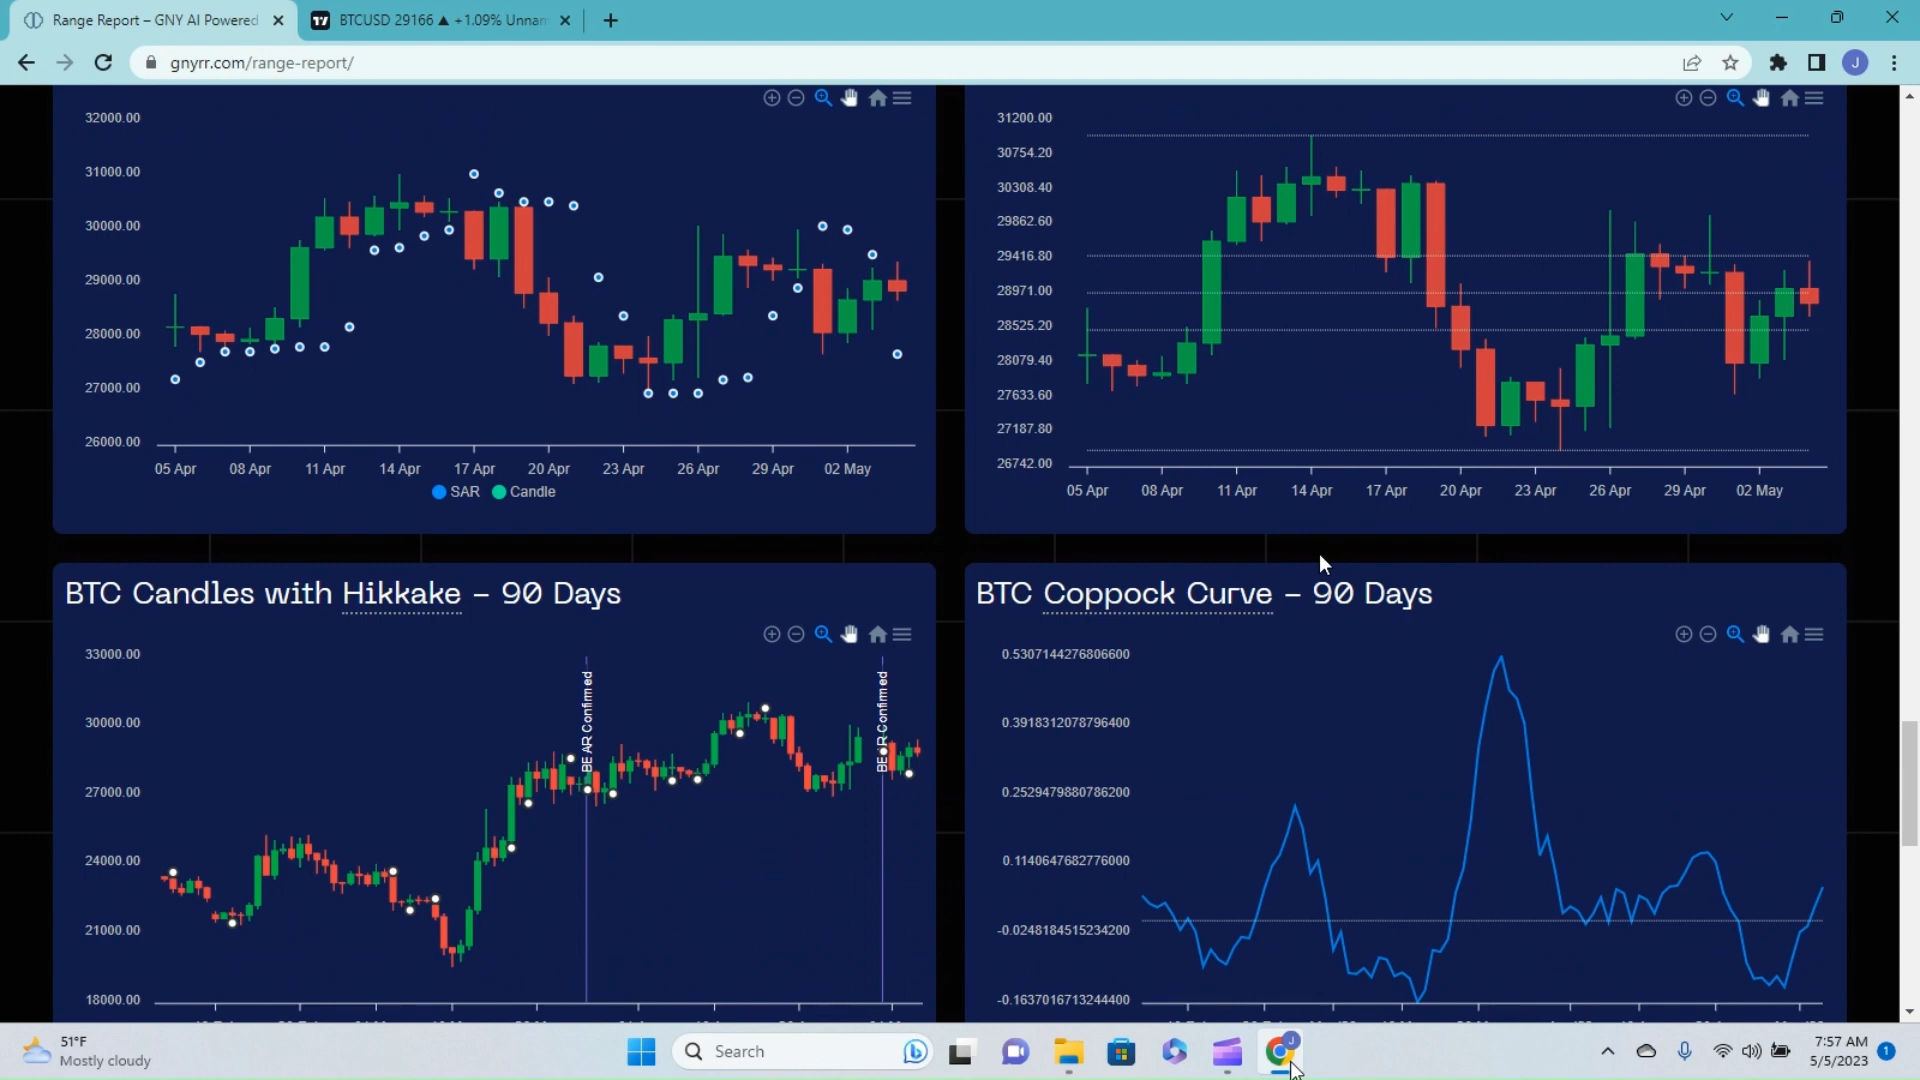 Range Report – GNY AI Powered
BTCUSD 29166 ▲ +1.09% Unnan
gnyrr.com/range-report/
J
32000.00
31000.00
30000.00
29000.00
28000.00
27000.00
26000.00
05 Apr 08 Apr 11 Apr 14 Apr 17 Apr 20 Apr 23 Apr 26 Apr 29 Apr 02 May
SAR Candle
31200.00
30754.20
30308.40
29862.60
29416.80
28971.00
28525.20
28079.40
27633.60
27187.80
26742.00
05 Apr 08 Apr 11 Apr 14 Apr 17 Apr 20 Apr 23 Apr 26 Apr 29 Apr 02 May
BTC Candles with Hikkake – 90 Days
33000.00
30000.00
27000.00
24000.00
21000.00
18000.00
BEAR Confirmed
BEAR Confirmed
BTC Coppock Curve – 90 Days
0.5307144276806600
0.3918312078796400
0.2529479880786200
0.1140647682776000
-0.0248184515234200
-0.1637016713244400
51°F
Mostly cloudy
Search
J
7:57 AM
5/5/2023
1